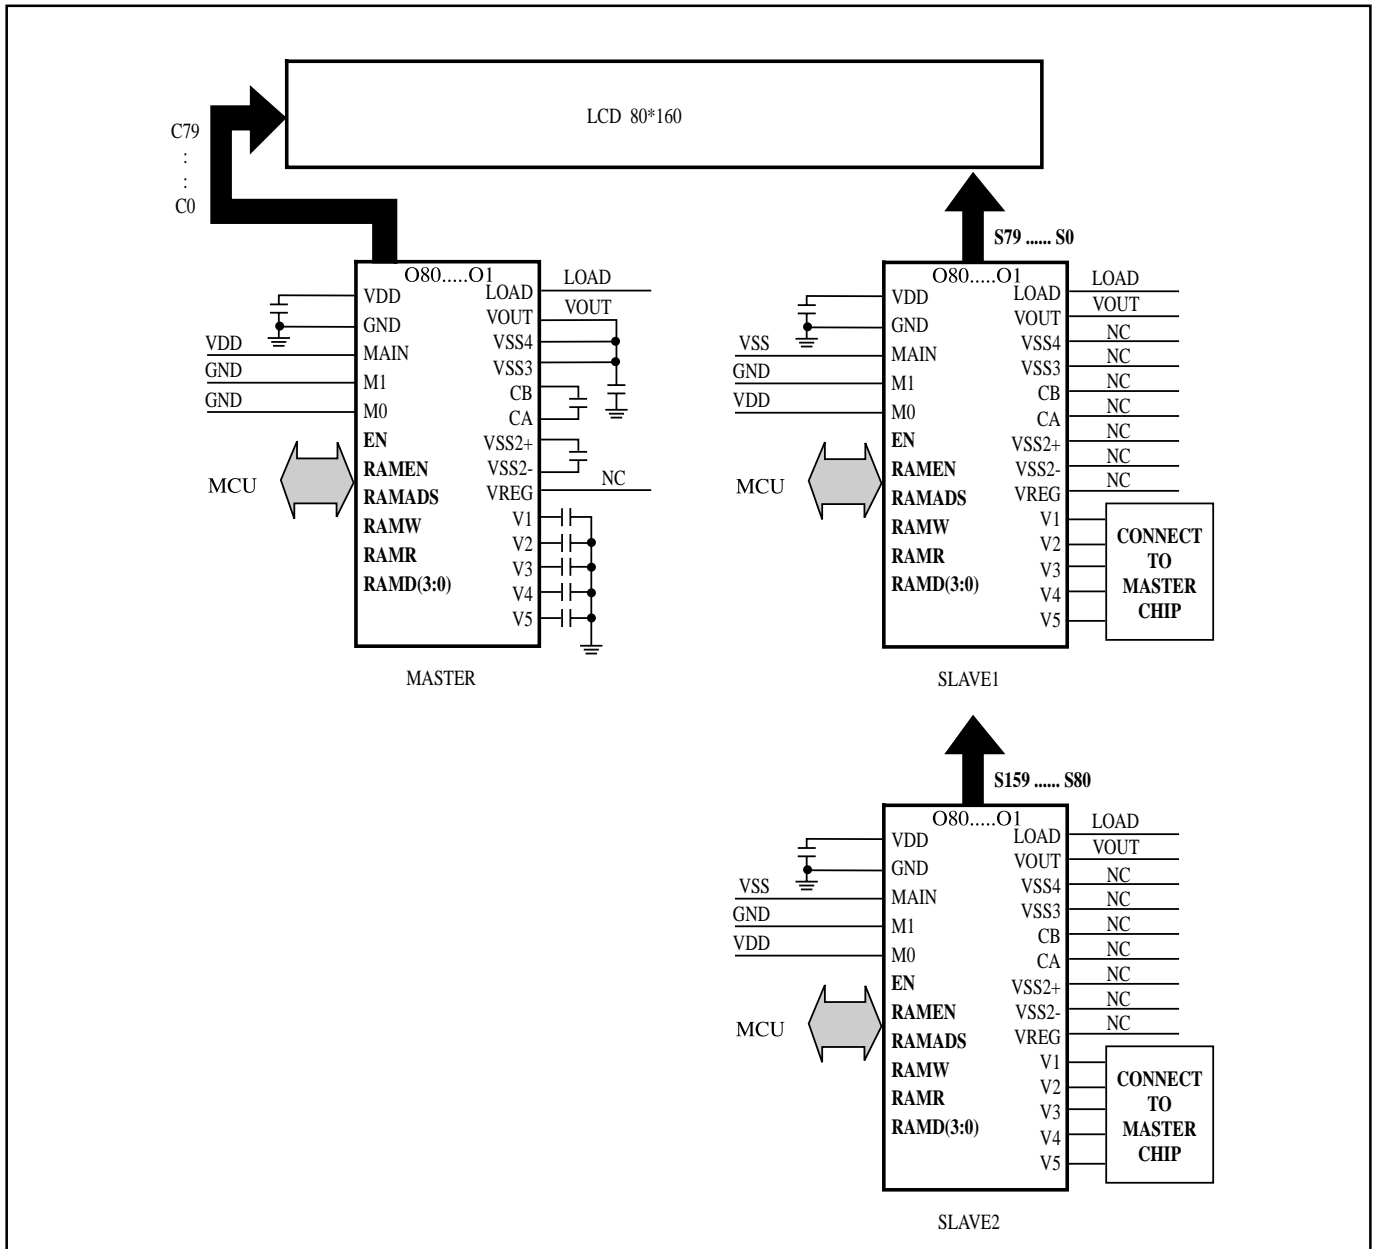 LCD 80*160
C79
:
:
C0
S79 ...... S0
O80.....O1
VDD
GND
MAIN
M1
M0
EN
RAMEN
RAMADS
RAMW
RAMR
RAMD(3:0)
VDD
GND
GND
MCU
LOAD
VOUT
VSS4
VSS3
CB
CA
VSS2+
VSS2-
VREG
V1
V2
V3
V4
V5
LOAD
VOUT
NC
MASTER
O80.....O1
VDD
GND
MAIN
M1
M0
EN
RAMEN
RAMADS
RAMW
RAMR
RAMD(3:0)
VSS
GND
VDD
MCU
LOAD
VOUT
VSS4
VSS3
CB
CA
VSS2+
VSS2-
VREG
V1
V2
V3
V4
V5
LOAD
VOUT
NC
NC
NC
NC
NC
NC
NC
CONNECT
TO
MASTER
CHIP
SLAVE1
S159 ...... S80
O80.....O1
VDD
GND
MAIN
M1
M0
EN
RAMEN
RAMADS
RAMW
RAMR
RAMD(3:0)
VSS
GND
VDD
MCU
LOAD
VOUT
VSS4
VSS3
CB
CA
VSS2+
VSS2-
VREG
V1
V2
V3
V4
V5
LOAD
VOUT
NC
NC
NC
NC
NC
NC
NC
CONNECT
TO
MASTER
CHIP
SLAVE2